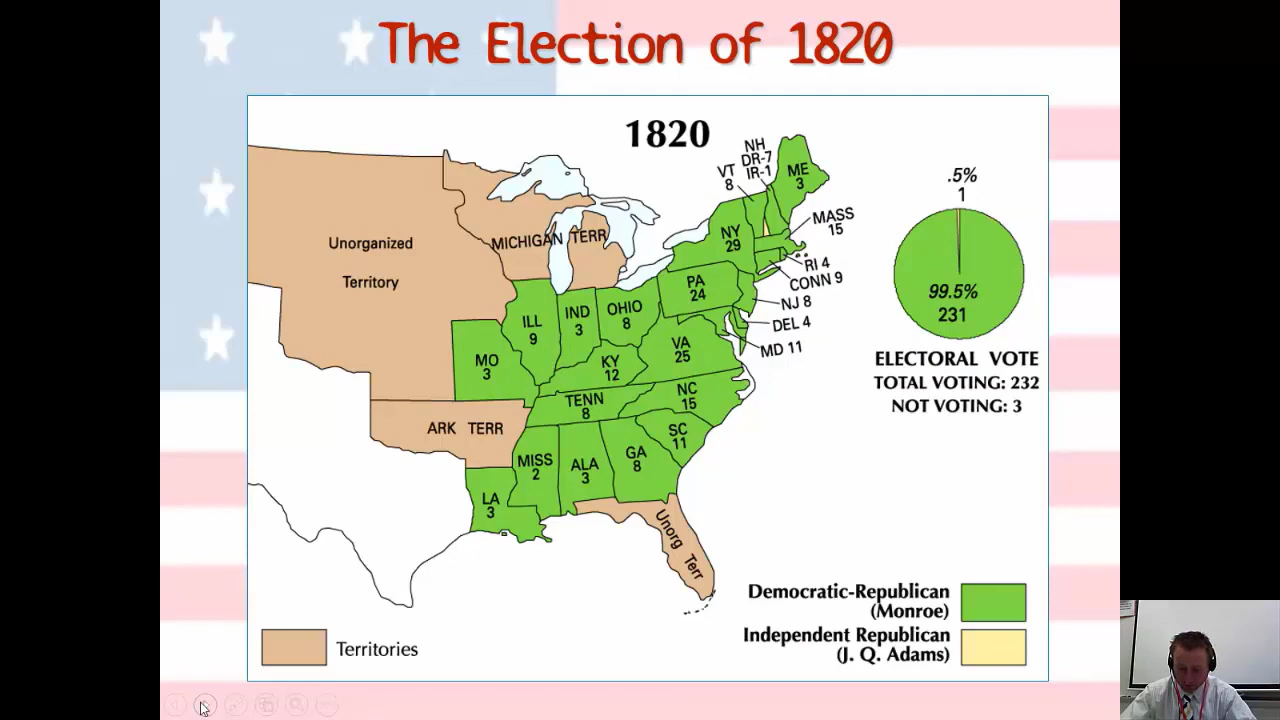 The Election of 1820
1820
NH
DR-7
IR-1
VT
8
ME
3
MASS
15
NY
29
RI 4
CONN 9
NJ 8
DEL 4
MD 11
PA
24
MICHIGAN TERR
Unorganized
Territory
ILL
9
IND
3
OHIO
8
MO
3
KY
12
VA
25
TENN
8
NC
15
ARK TERR
SC
11
MISS
2
ALA
3
GA
8
LA
3
Unorg Terr
.5%
1
99.5%
231
ELECTORAL VOTE
TOTAL VOTING: 232
NOT VOTING: 3
Democratic-Republican
(Monroe)
Independent Republican
(J. Q. Adams)
Territories